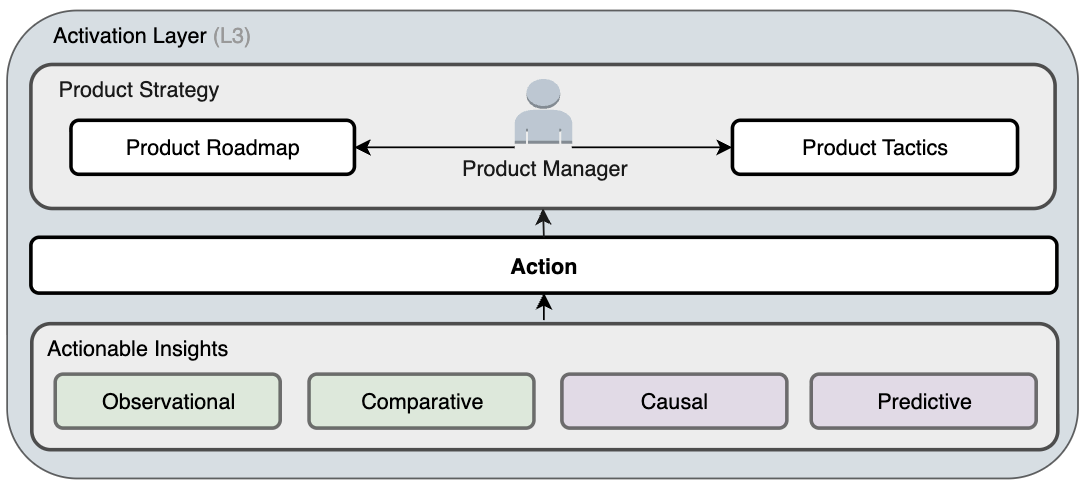 Activation Layer (L3)
Product Strategy
Product Roadmap
Product Manager
Product Tactics
Action
Actionable Insights
Observational
Comparative
Causal
Predictive